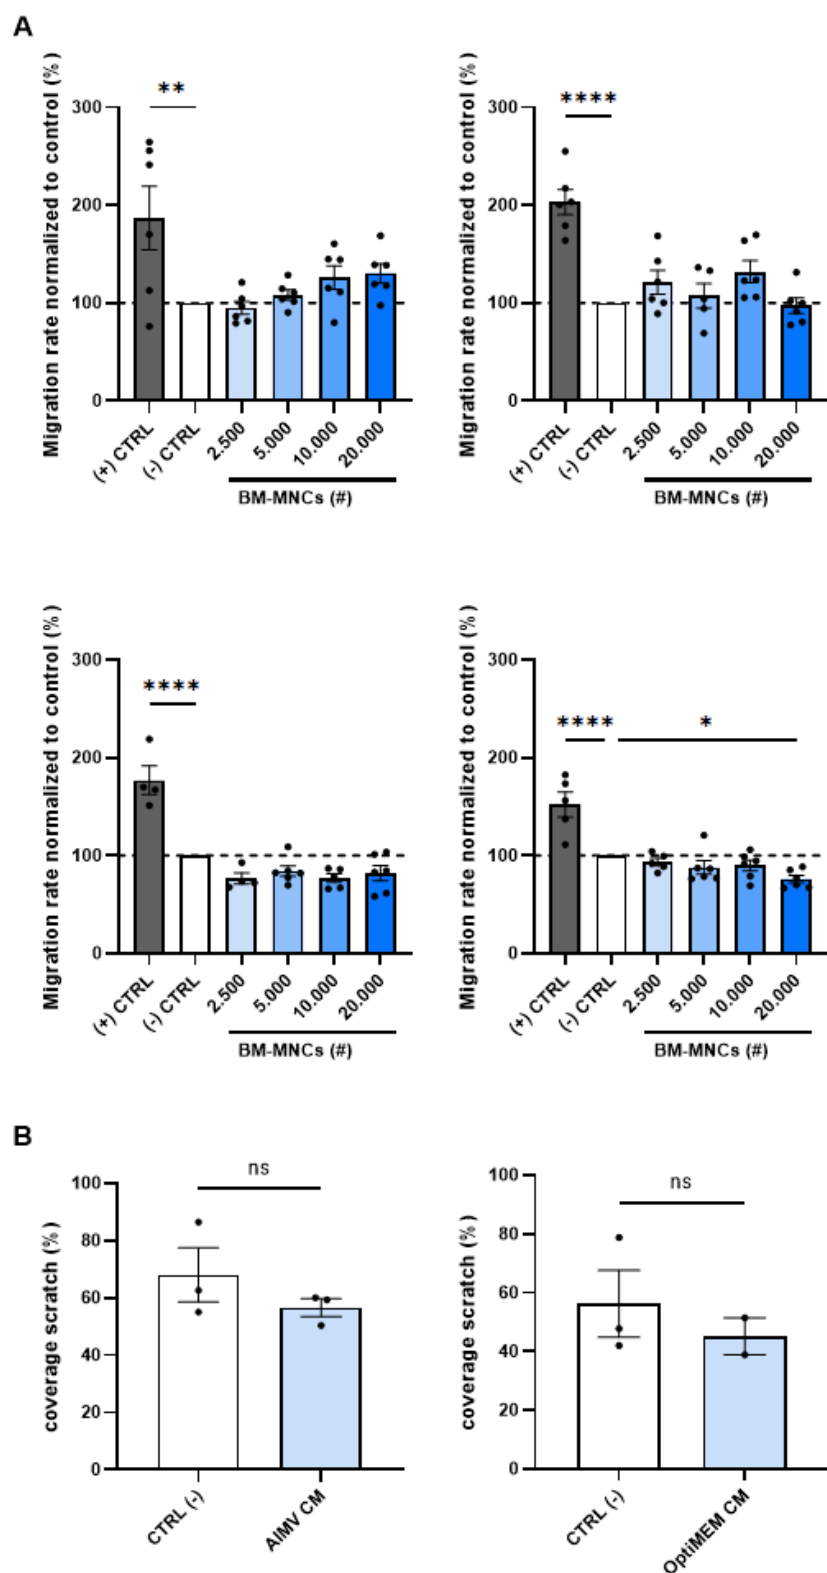 A
Migration rate normalized to control (%)
300
200
100
0
**
(+) CTRL
(-) CTRL
2.500
5.000
10.000
20.000
BM-MNCs (#)
Migration rate normalized to control (%)
300
200
100
0
****
(+) CTRL
(-) CTRL
2.500
5.000
10.000
20.000
BM-MNCs (#)
Migration rate normalized to control (%)
300
200
100
0
****
(+) CTRL
(-) CTRL
2.500
5.000
10.000
20.000
BM-MNCs (#)
Migration rate normalized to control (%)
300
200
100
0
****
*
(+) CTRL
(-) CTRL
2.500
5.000
10.000
20.000
BM-MNCs (#)
B
coverage scratch (%)
100
80
60
40
20
0
ns
CTRL (-)
AIMV CM
coverage scratch (%)
100
80
60
40
20
0
ns
CTRL (-)
OptiMEM CM